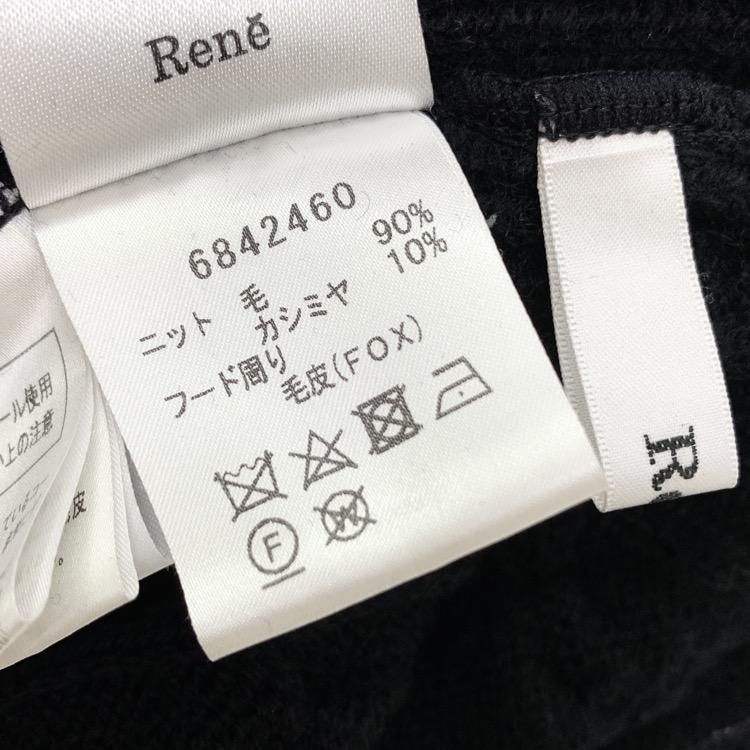 René
6842460
ニット 毛 90%
カシミヤ 10%
フード周り
毛皮(FOX)
F
W
ール使用
上の注意
皮
R